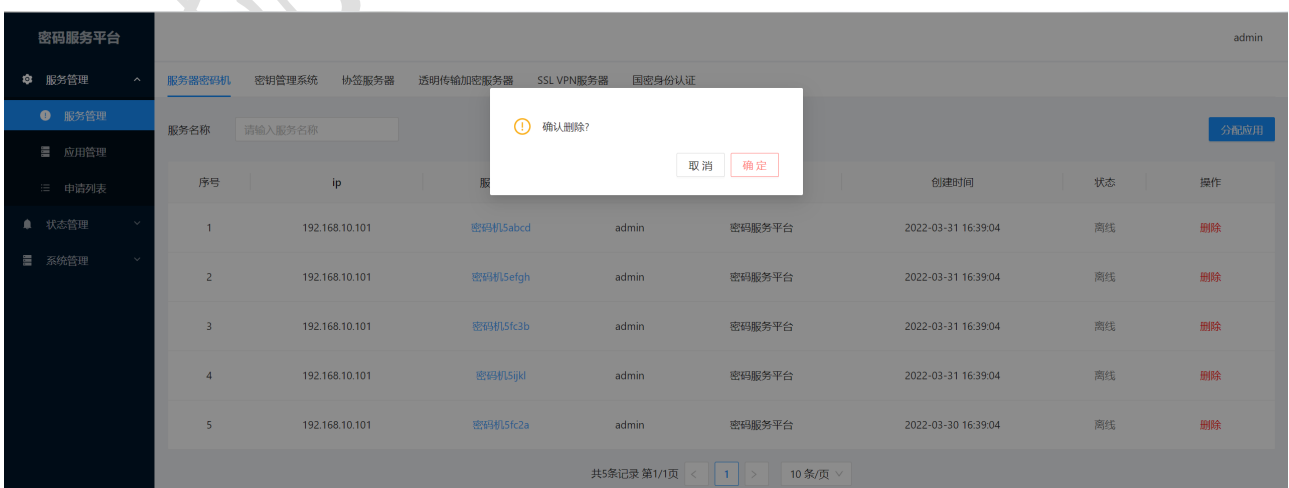 密码服务平台
admin
服务管理
服务器密码机 密钥管理系统 协签服务器 透明传输加密服务器 SSL VPN服务器 国密身份认证
服务管理
确认删除?
服务名称 请输入服务名称
分配应用
应用管理
取消 确定
申请列表
序号 ip 服 创建时间 状态 操作
状态管理
1 192.168.10.101 密码机5abcd admin 密码服务平台 2022-03-31 16:39:04 离线 删除
系统管理
2 192.168.10.101 密码机5efgh admin 密码服务平台 2022-03-31 16:39:04 离线 删除
3 192.168.10.101 密码机5fc3b admin 密码服务平台 2022-03-31 16:39:04 离线 删除
4 192.168.10.101 密码机5ijkl admin 密码服务平台 2022-03-31 16:39:04 离线 删除
5 192.168.10.101 密码机5fc2a admin 密码服务平台 2022-03-30 16:39:04 离线 删除
共5条记录 第1/1页 < 1 > 10 条/页